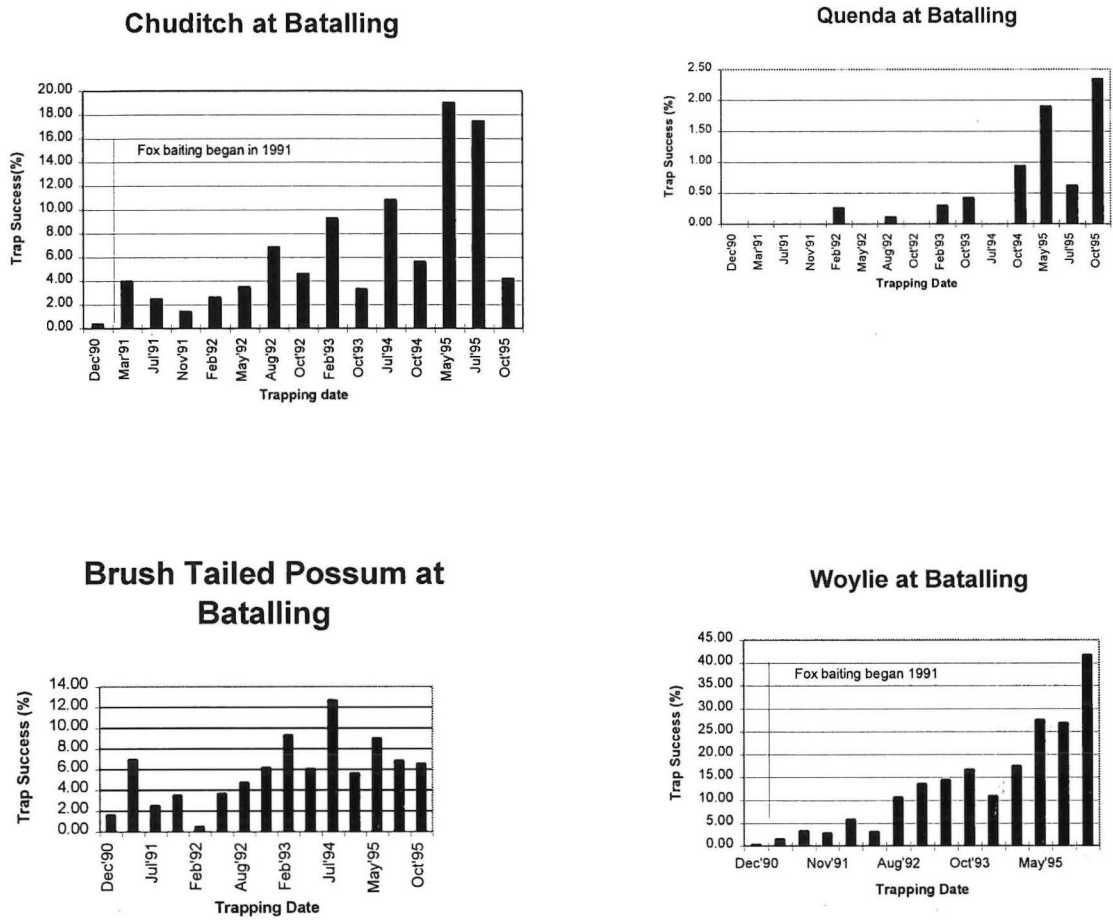 Chuditch at Batalling
Trap Success(%)
20.00
18.00
16.00
14.00
12.00
10.00
8.00
6.00
4.00
2.00
0.00
Fox baiting began in 1991
Dec'90
Mar'91
Jul'91
Nov'91
Feb'92
May'92
Aug'92
Oct'92
Feb'93
Oct'93
Jul'94
Oct'94
May'95
Jul'95
Oct'95
Trapping date
Quenda at Batalling
Trap Success (%)
2.50
2.00
1.50
1.00
0.50
0.00
Dec'90
Mar'91
Jul'91
Nov'91
Feb'92
May'92
Aug'92
Oct'92
Feb'93
Oct'93
Jul'94
Oct'94
May'95
Jul'95
Oct'95
Trapping Date
Brush Tailed Possum at
Batalling
Trap Success (%)
14.00
12.00
10.00
8.00
6.00
4.00
2.00
0.00
Dec'90
Jul'91
Feb'92
Aug'92
Feb'93
Jul'94
May'95
Oct'95
Trapping Date
Woylie at Batalling
Trap Success (%)
45.00
40.00
35.00
30.00
25.00
20.00
15.00
10.00
5.00
0.00
Fox baiting began 1991
Dec'90
Nov'91
Aug'92
Oct'93
May'95
Trapping Date